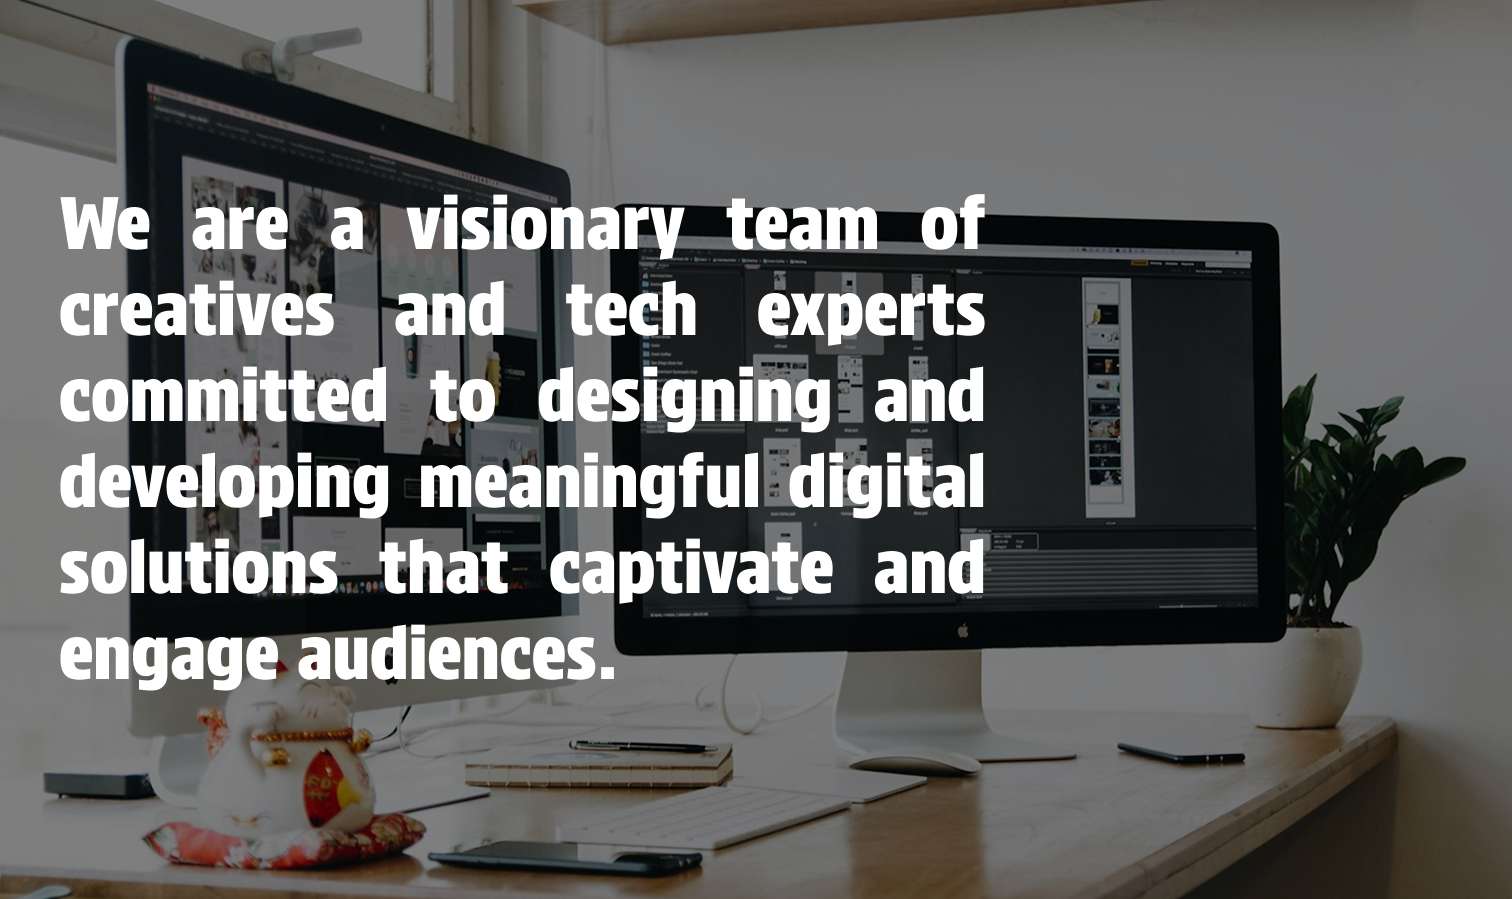 We are a visionary team of
creatives and tech experts
committed to designing and
developing meaningful digital
solutions that captivate and
engage audiences.